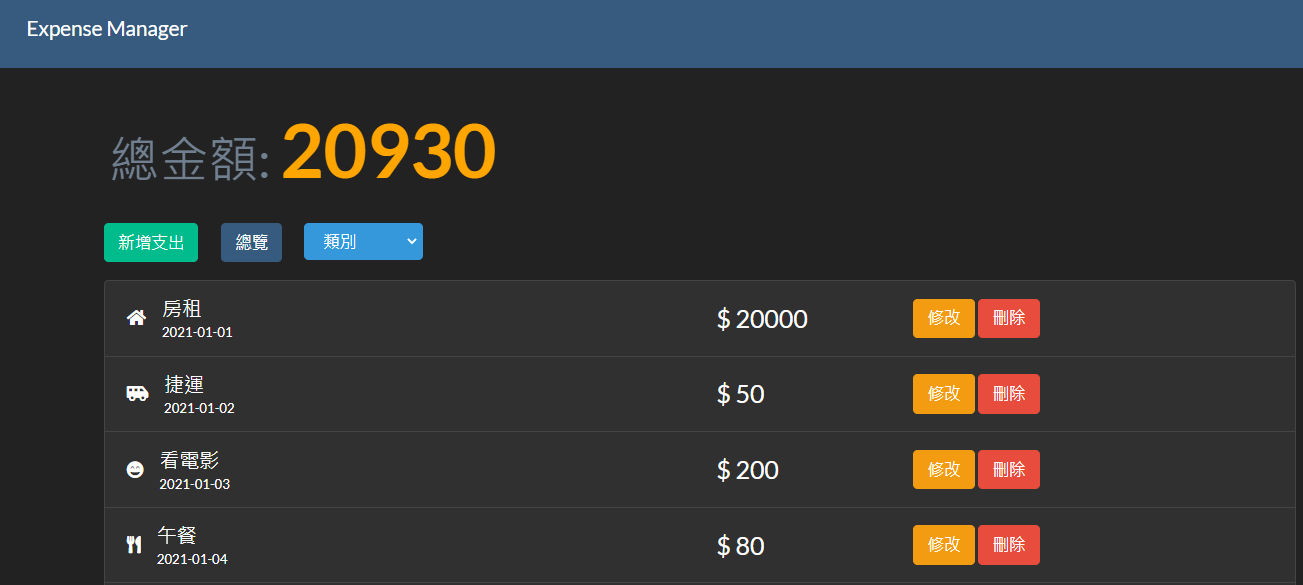 Expense Manager
總金額: 20930
新增支出 總覽 類別
房租
2021-01-01
$ 20000
修改 刪除
捷運
2021-01-02
$ 50
修改 刪除
看電影
2021-01-03
$ 200
修改 刪除
午餐
2021-01-04
$ 80
修改 刪除